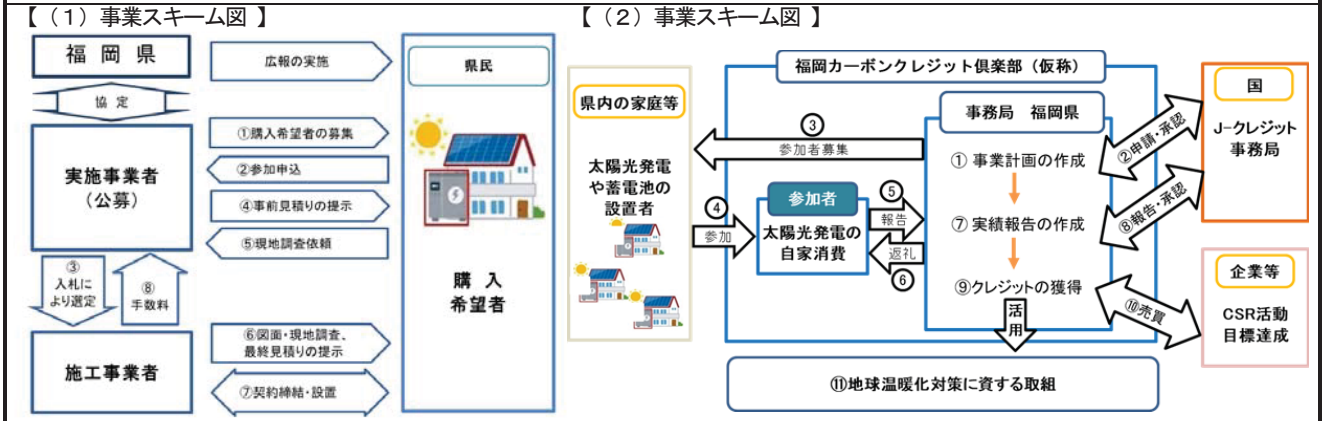 【（1）事業スキーム図 】
福 岡 県
広報の実施
協 定
①購入希望者の募集
実施事業者
（公募）
②参加申込
④事前見積りの提示
⑤現地調査依頼
③
入札に
より選定
⑧
手数料
施工事業者
⑥図面・現地調査、
最終見積りの提示
⑦契約締結・設置
県民
購 入
希望者
【（2）事業スキーム図 】
福岡カーボンクレジット倶楽部（仮称）
県内の家庭等
太陽光発電
や蓄電池の
設置者
③
参加者募集
④
参加
参加者
太陽光発電の
自家消費
⑤
報告
返礼
⑥
事務局 福岡県
① 事業計画の作成
⑦ 実績報告の作成
⑨クレジットの獲得
活用
②申請・承認
⑧報告・承認
⑩売買
国
J-クレジット
事務局
企業等
CSR活動
目標達成
⑪地球温暖化対策に資する取組